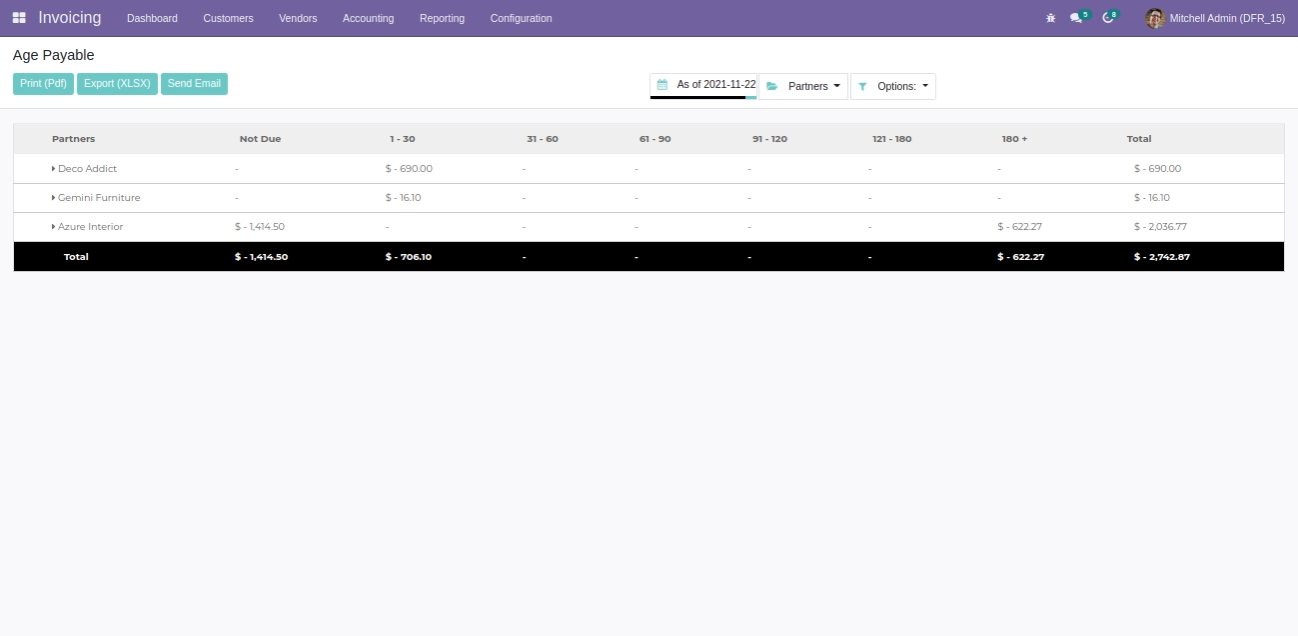 Invoicing Dashboard Customers Vendors Accounting Reporting Configuration 5 8 Mitchell Admin (DFR_15)
Age Payable
Print (Pdf) Export (XLSX) Send Email As of 2021-11-22 Partners Options:
Partners Not Due 1 - 30 31 - 60 61 - 90 91 - 120 121 - 180 180 + Total
Deco Addict - $ - 690.00 - - - - - $ - 690.00
Gemini Furniture - $ - 16.10 - - - - - $ - 16.10
Azure Interior $ - 1,414.50 - - - - - $ - 622.27 $ - 2,036.77
Total $ - 1,414.50 $ - 706.10 - - - - $ - 622.27 $ - 2,742.87